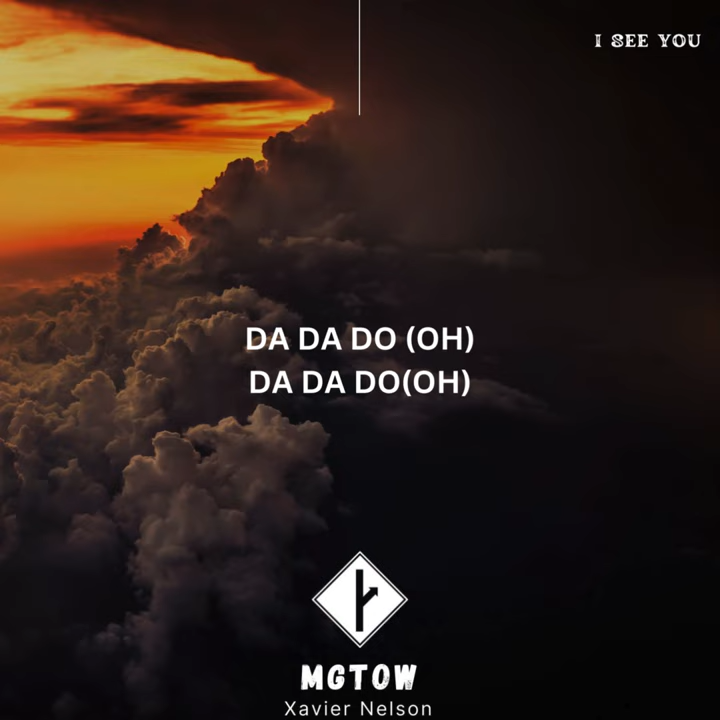 I SEE YOU
DA DA DO (OH)
DA DA DO(OH)
MGTOW
Xavier Nelson